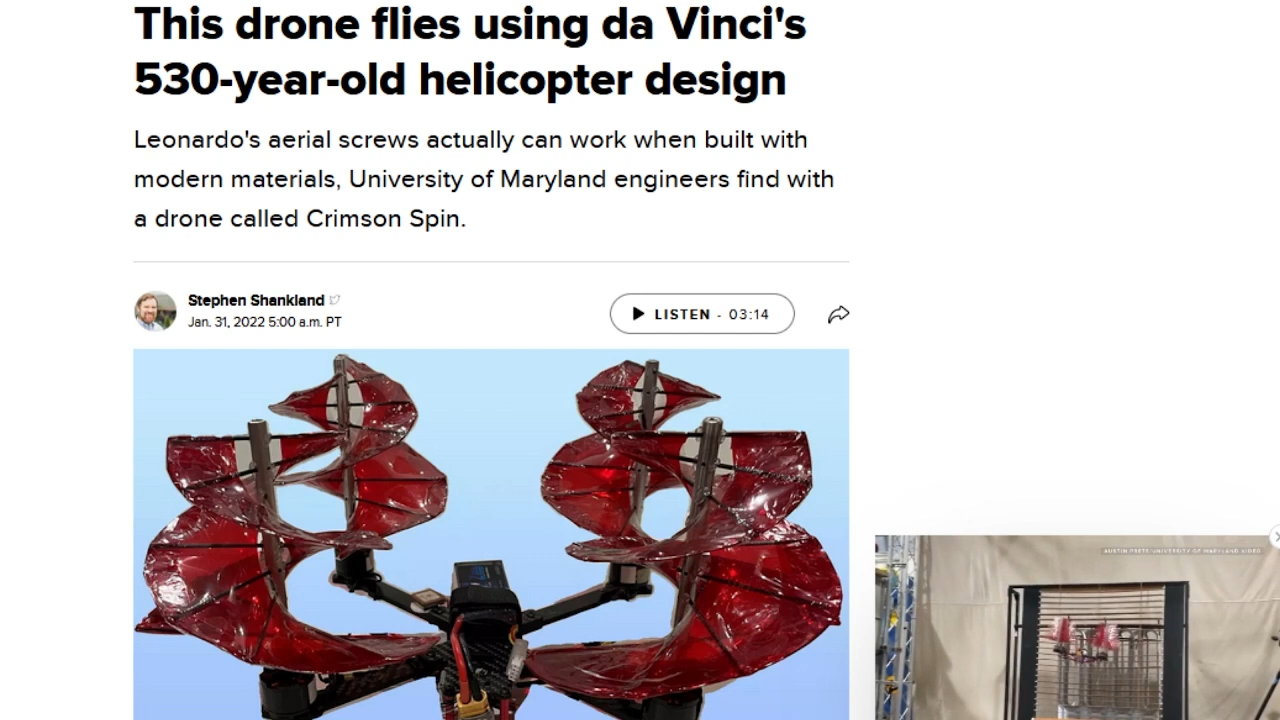 This drone flies using da Vinci's
530-year-old helicopter design
Leonardo's aerial screws actually can work when built with
modern materials, University of Maryland engineers find with
a drone called Crimson Spin.
Stephen Shankland
Jan. 31, 2022 5:00 a.m. PT
LISTEN - 03:14
AUSTIN PRETE/UNIVERSITY OF MARYLAND VIDEO